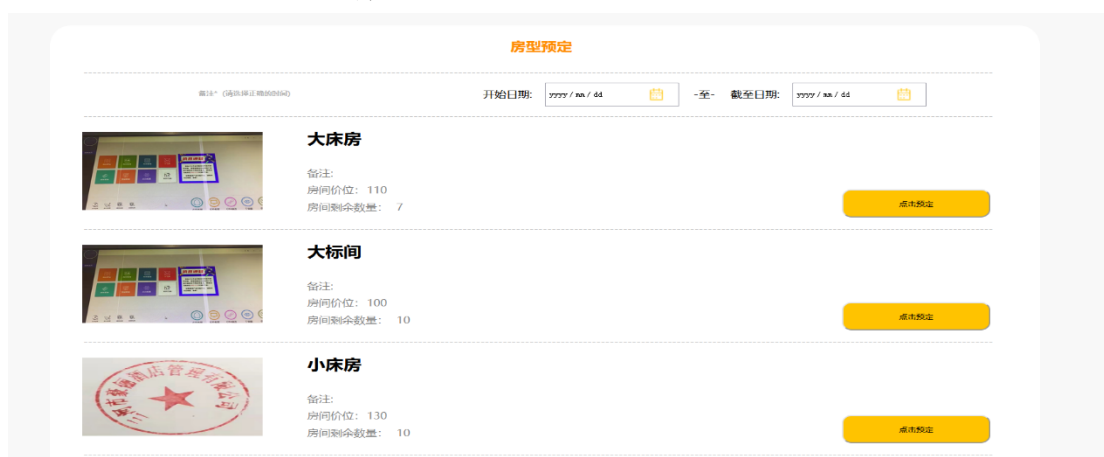 房型预定
备注* (请选择正确的时间)
开始日期: yyyy / mm / dd -至- 截至日期: yyyy / mm / dd
大床房
备注:
房间价位: 110
房间剩余数量: 7
点击预定
大标间
备注:
房间价位: 100
房间剩余数量: 10
点击预定
小床房
备注:
房间价位: 130
房间剩余数量: 10
点击预定